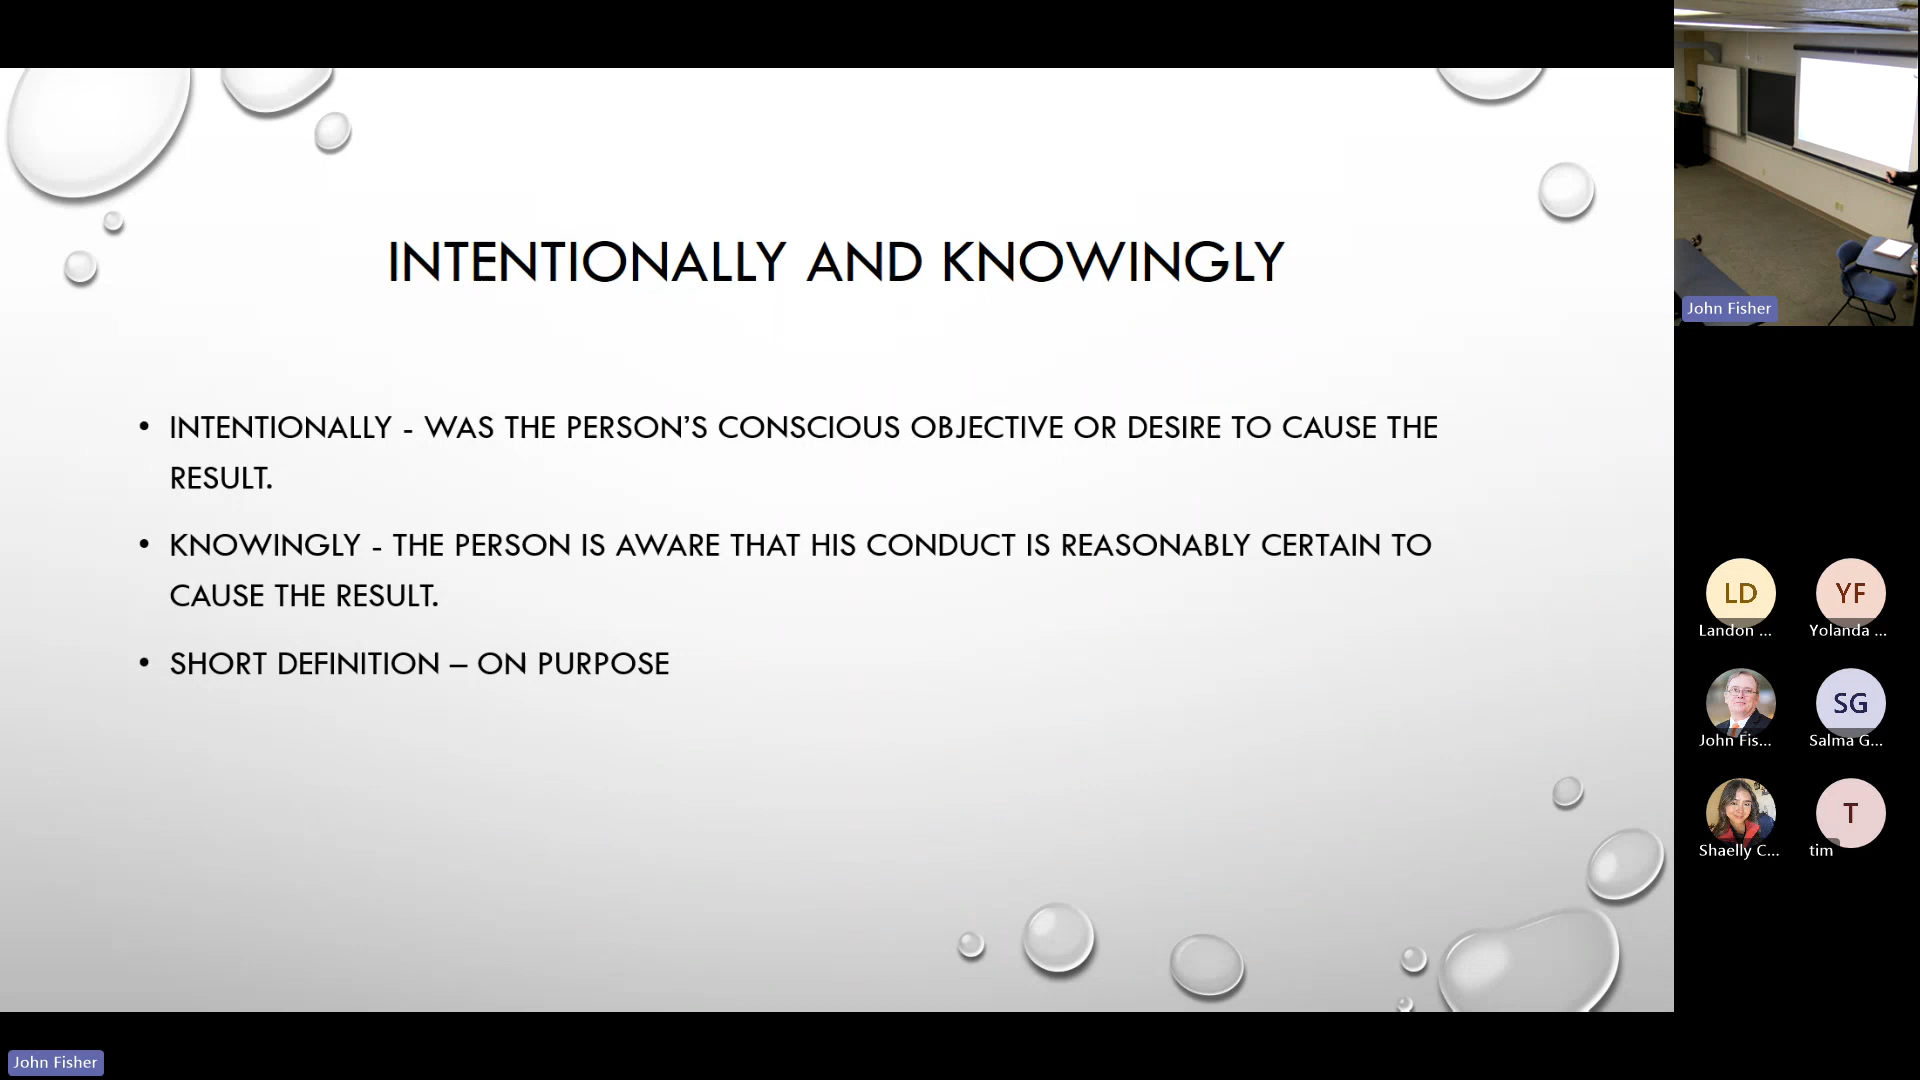 INTENTIONALLY AND KNOWINGLY
• INTENTIONALLY - WAS THE PERSON'S CONSCIOUS OBJECTIVE OR DESIRE TO CAUSE THE
RESULT.
• KNOWINGLY - THE PERSON IS AWARE THAT HIS CONDUCT IS REASONABLY CERTAIN TO
CAUSE THE RESULT.
• SHORT DEFINITION – ON PURPOSE
John Fisher
LD
YF
Landon ...
Yolanda ...
SG
John Fis...
Salma G...
T
Shaelly C...
tim
John Fisher